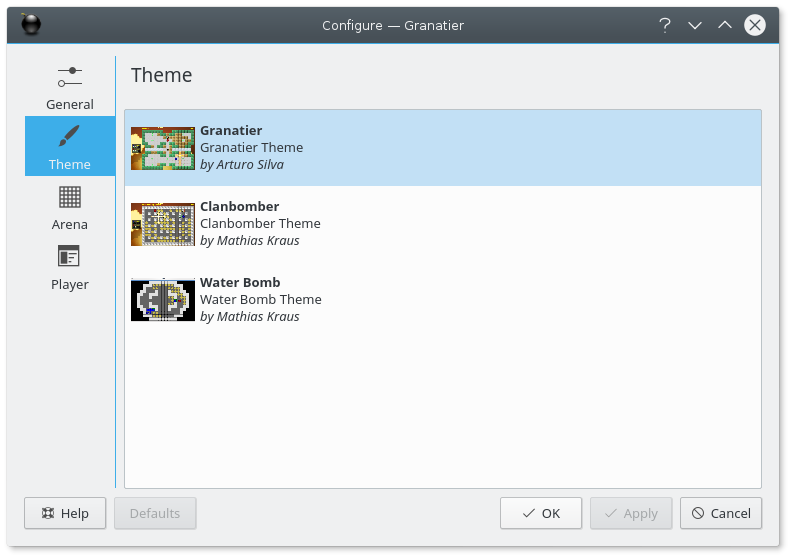 Configure — Granatier
General
Theme
Arena
Player
Theme
Granatier
Granatier Theme
by Arturo Silva
Clanbomber
Clanbomber Theme
by Mathias Kraus
Water Bomb
Water Bomb Theme
by Mathias Kraus
Help
Defaults
OK
Apply
Cancel